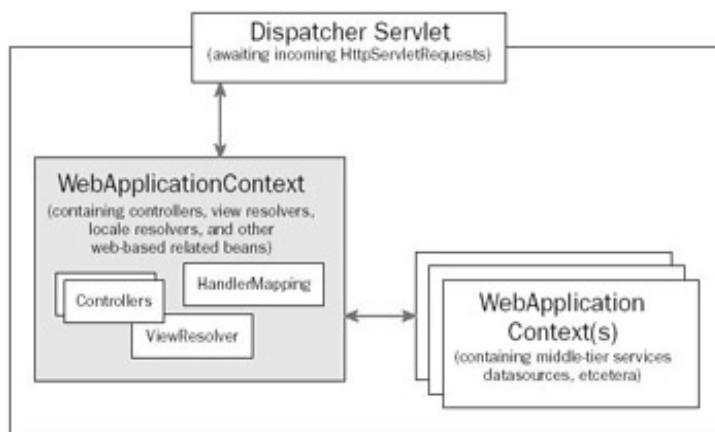 Dispatcher Servlet
(awaiting incoming HttpServletRequests)
WebApplicationContext
(containing controllers, view resolvers,
locale resolvers, and other
web-based related beans)
HandlerMapping
Controllers
ViewResolver
WebApplication
Context(s)
(containing middle-tier services
datasources, etcetera)